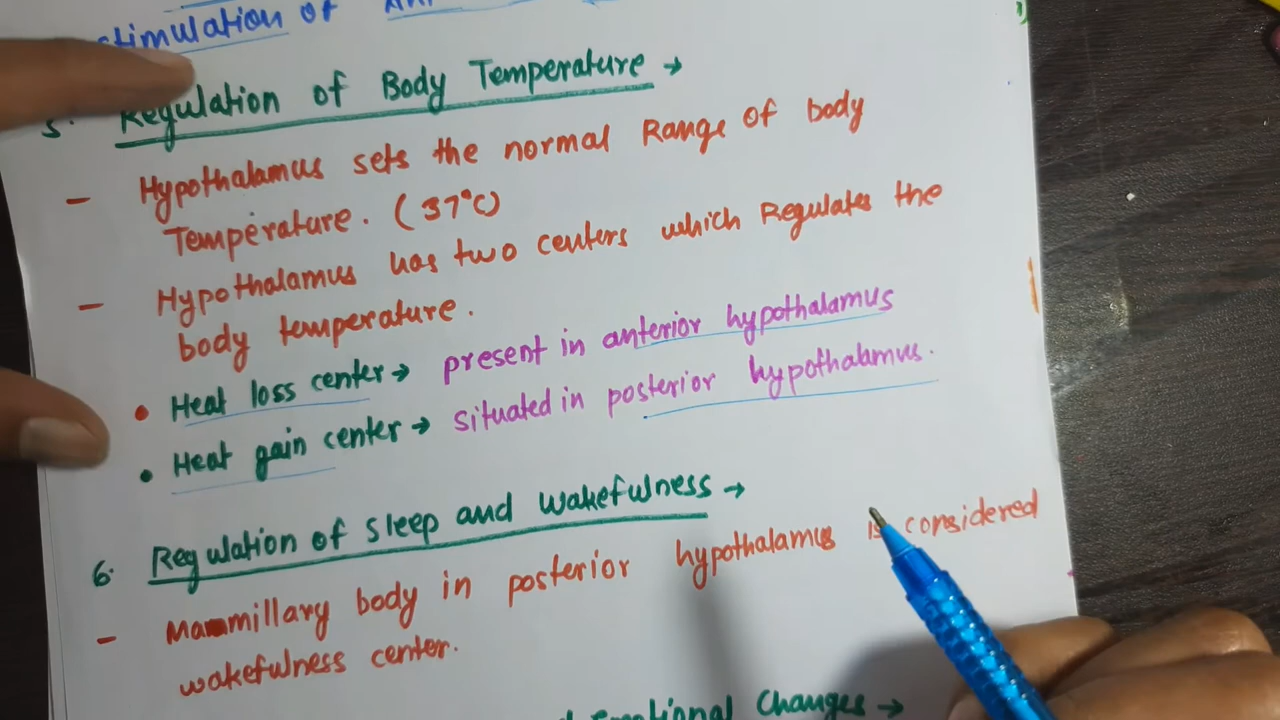 stimulation of
5. Regulation of Body Temperature →
- Hypothalamus sets the normal Range of body
Temperature. (37°C)
- Hypothalamus has two centers which Regulates the
body temperature.
• Heat loss center → present in anterior hypothalamus
• Heat gain center → situated in posterior hypothalamus.
6. Regulation of Sleep and Wakefulness →
- Mammillary body in posterior hypothalamus is considered
wakefulness center.
Emotional Changes →